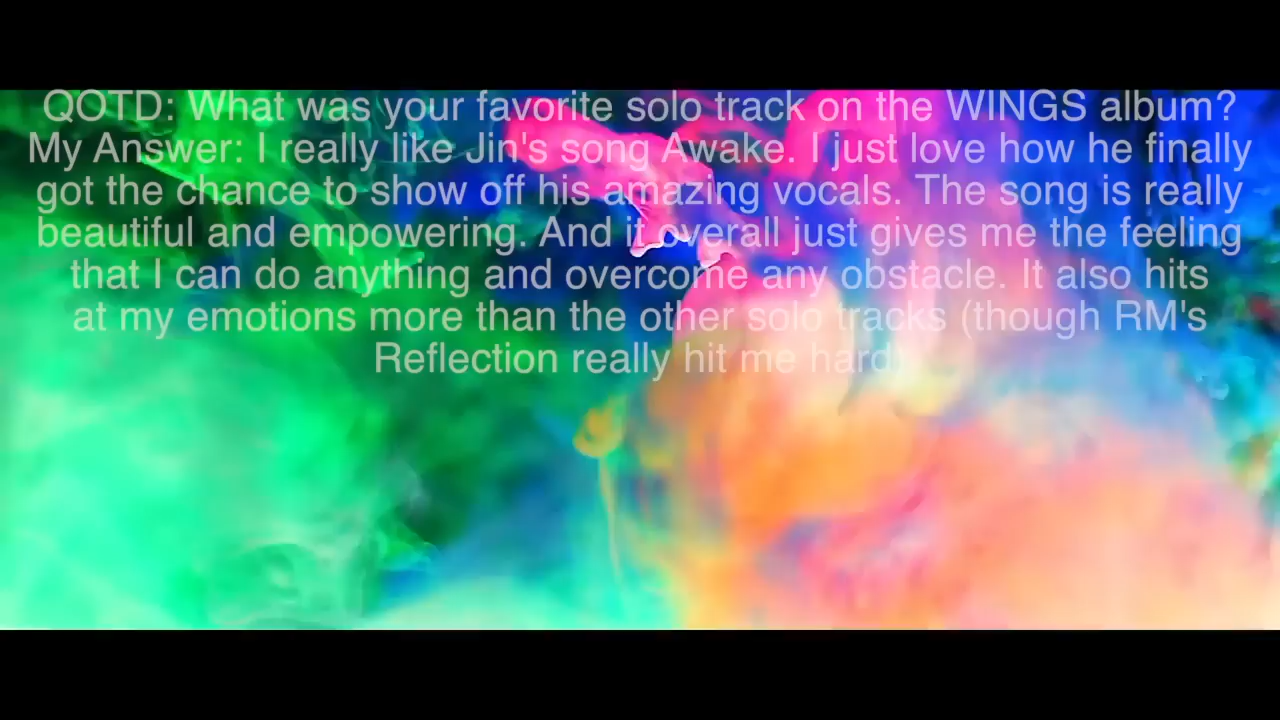 QOTD: What was your favorite solo track on the WINGS album?
My Answer: I really like Jin's song Awake. I just love how he finally
got the chance to show off his amazing vocals. The song is really
beautiful and empowering. And it overall just gives me the feeling
that I can do anything and overcome any obstacle. It also hits
at my emotions more than the other solo tracks (though RM's
Reflection really hit me hard)